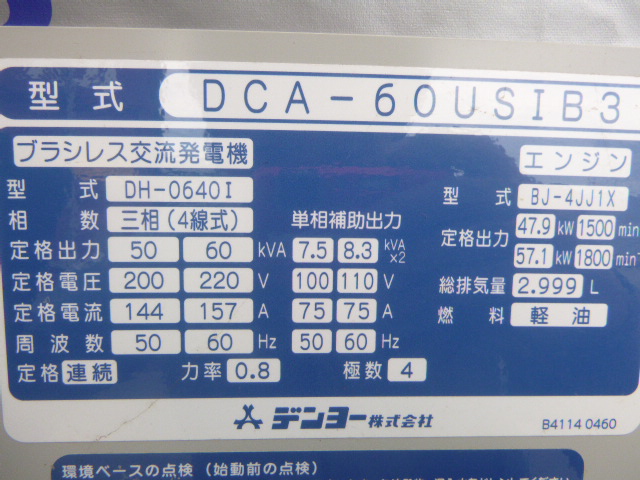 型式 DCA-60USIB3
ブラシレス交流発電機
型式 DH-0640I
相数 三相(4線式) 単相補助出力
定格出力 50 60 kVA 7.5 8.3 kVA×2
定格電圧 200 220 V 100 110 V
定格電流 144 157 A 75 75 A
周波数 50 60 Hz 50 60 Hz
定格 連続 力率 0.8 極数 4
エンジン
型式 BJ-4JJ1X
定格出力 47.9 kW 1500 min
57.1 kW 1800 min⁻
総排気量 2.999 L
燃料 軽油
デンヨー株式会社
B4114 0460
環境ベースの点検(始動前の点検)